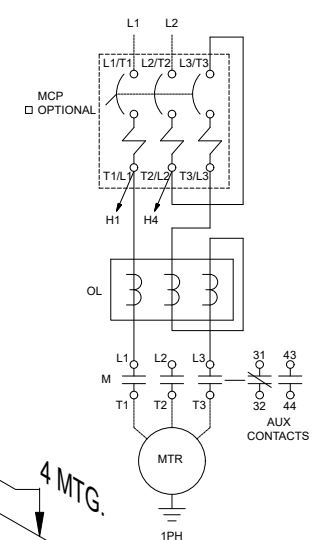 L1 L2
L1/T1 L2/T2 L3/T3
MCP
□ OPTIONAL
T1/L1 T2/L2 T3/L3
H1 H4
OL
L1 L2 L3 31 43
M
T1 T2 T3 32 44
AUX
CONTACTS
MTR
4 MTG.
1PH